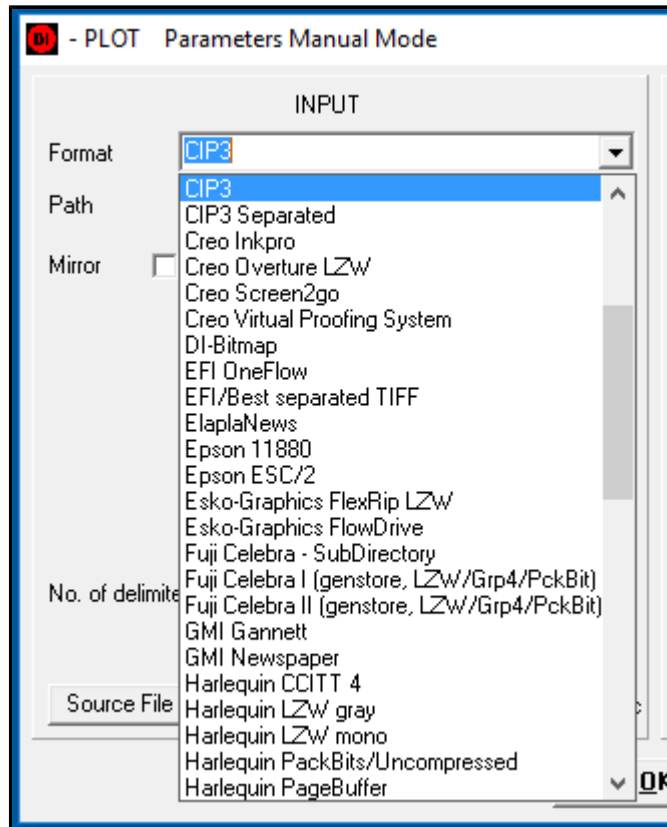 DI - PLOT Parameters Manual Mode
INPUT
Format CIP3
Path
Mirror
CIP3
CIP3 Separated
Creo Inkpro
Creo Overture LZW
Creo Screen2go
Creo Virtual Proofing System
DI-Bitmap
EFI OneFlow
EFI/Best separated TIFF
ElaplaNews
Epson 11880
Epson ESC/2
Esko-Graphics FlexRip LZW
Esko-Graphics FlowDrive
Fuji Celebra - SubDirectory
Fuji Celebra I (genstore, LZW/Grp4/PckBit)
Fuji Celebra II (genstore, LZW/Grp4/PckBit)
GMI Gannett
GMI Newspaper
Harlequin CCITT 4
Harlequin LZW gray
Harlequin LZW mono
Harlequin PackBits/Uncompressed
Harlequin PageBuffer
No. of delimite
Source File
OK